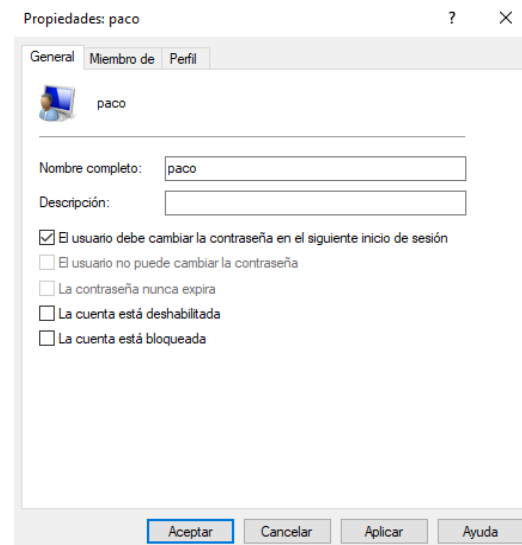 Propiedades: paco ? X
General Miembro de Perfil
paco
Nombre completo: paco
Descripción:
El usuario debe cambiar la contraseña en el siguiente inicio de sesión
El usuario no puede cambiar la contraseña
La contraseña nunca expira
La cuenta está deshabilitada
La cuenta está bloqueada
Aceptar Cancelar Aplicar Ayuda